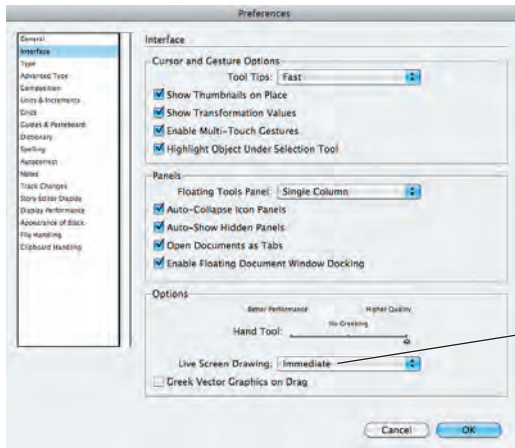 Preferences
General
Interface
Type
Advanced Type
Composition
Units & Increments
Grids
Guides & Pasteboard
Dictionary
Spelling
Autocorrect
Notes
Track Changes
Story Editor Display
Display Performance
Appearance of Black
File Handling
Clipboard Handling
Interface
Cursor and Gesture Options
Tool Tips: Fast
Show Thumbnails on Place
Show Transformation Values
Enable Multi-Touch Gestures
Highlight Object Under Selection Tool
Panels
Floating Tools Panel: Single Column
Auto-Collapse Icon Panels
Auto-Show Hidden Panels
Open Documents as Tabs
Enable Floating Document Window Docking
Options
Better Performance Higher Quality
No Greeking
Hand Tool:
Live Screen Drawing: Immediate
Greek Vector Graphics on Drag
Cancel OK